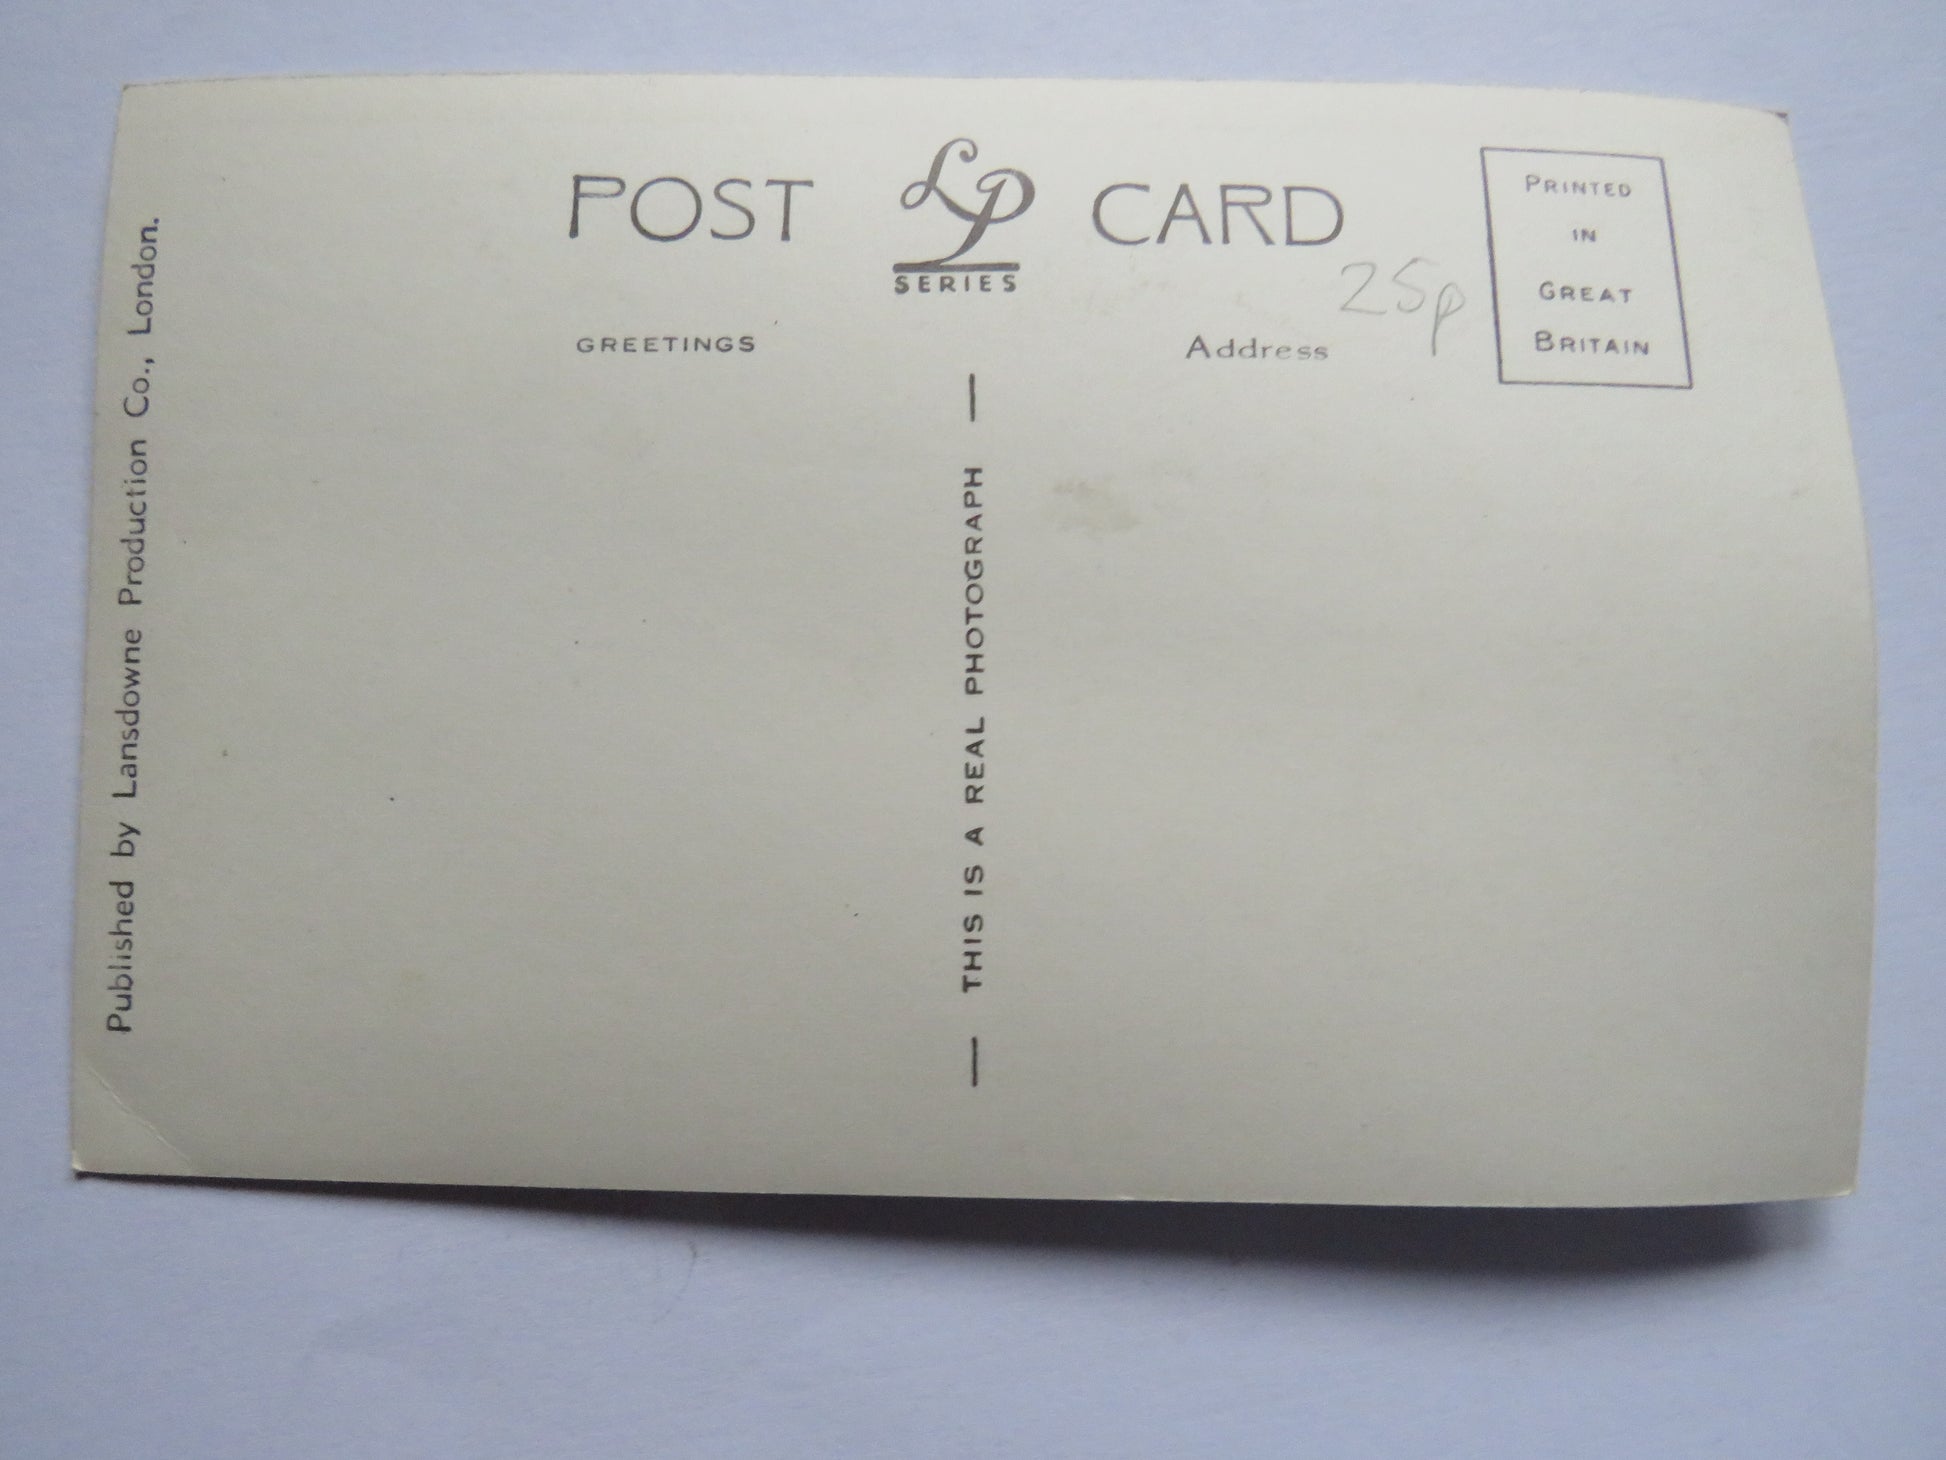 POST LP CARD
SERIES
PRINTED
IN
GREAT
BRITAIN
25p
GREETINGS
Address
— THIS IS A REAL PHOTOGRAPH —
Published by Lansdowne Production Co., London.